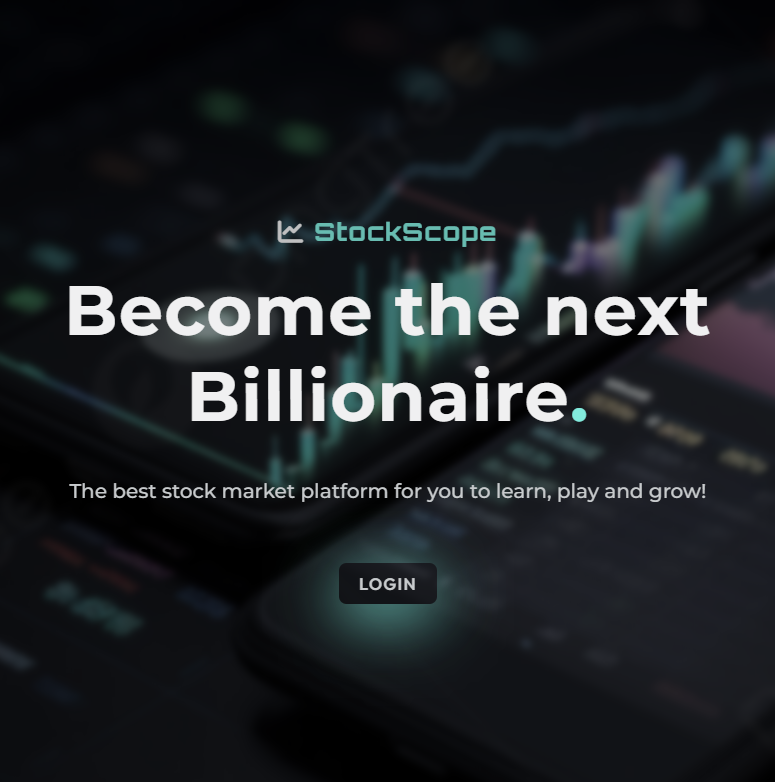 StockScope
Become the next
Billionaire.
The best stock market platform for you to learn, play and grow!
LOGIN